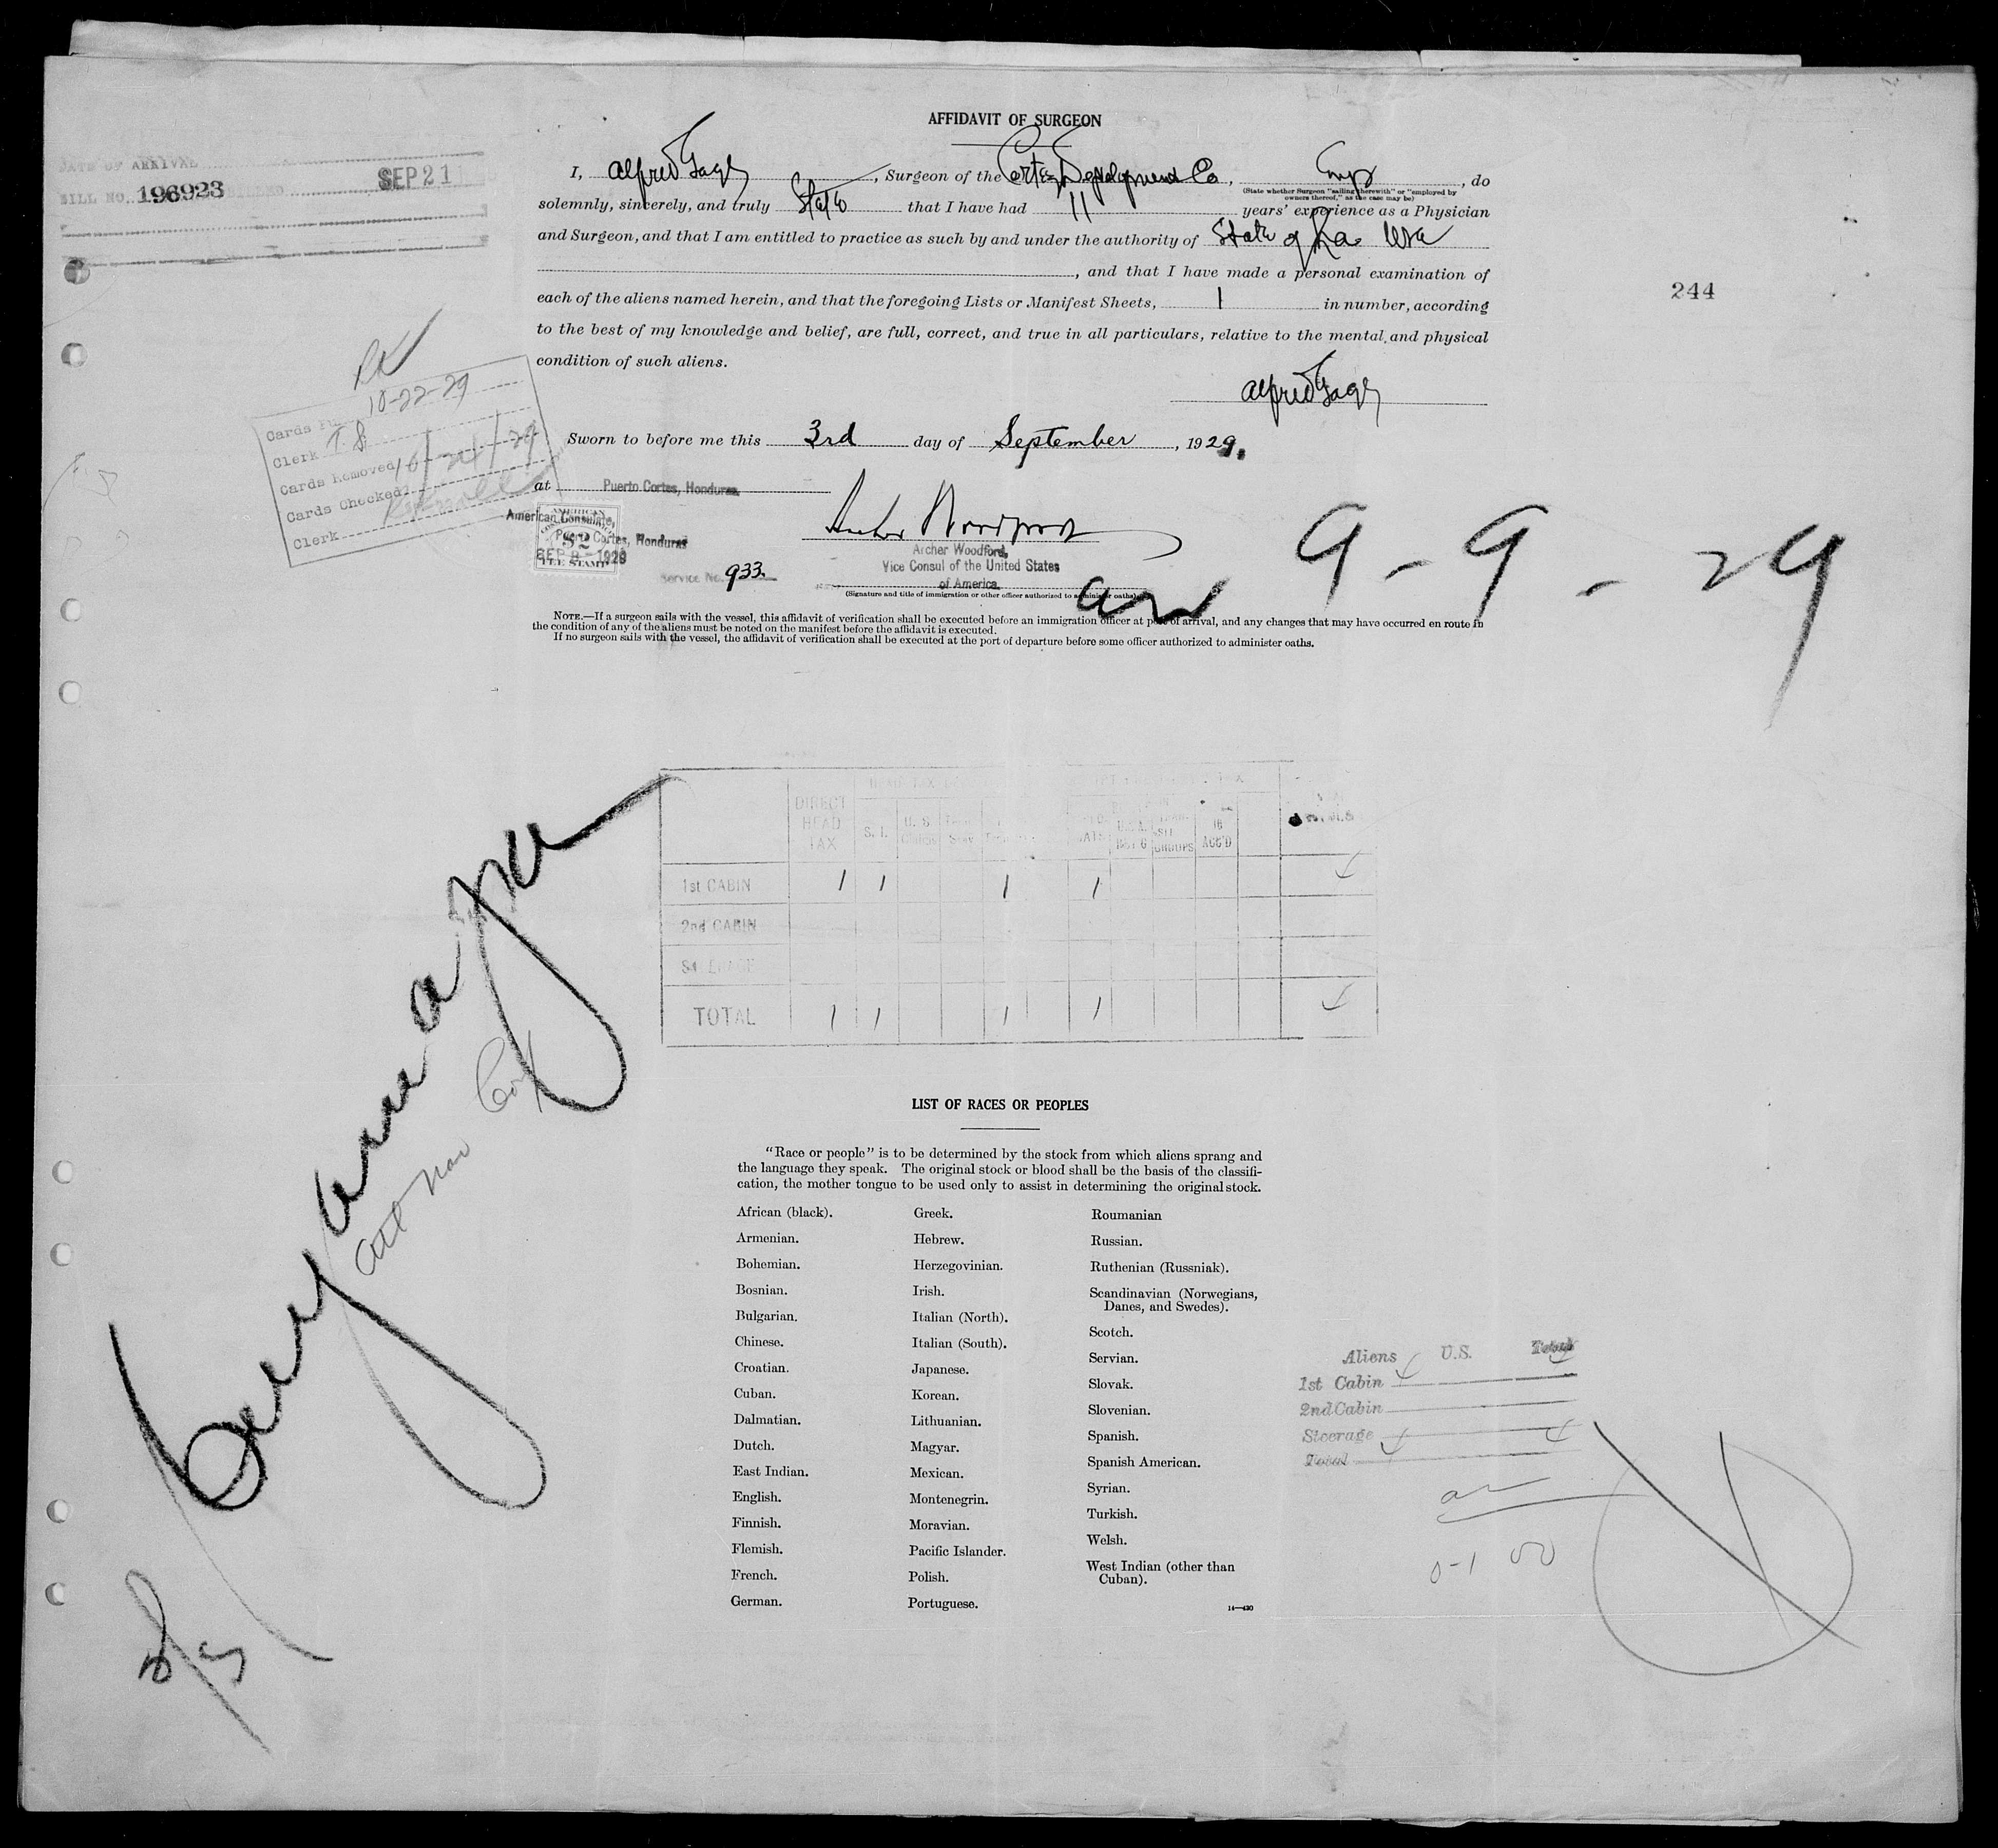 AFFIDAVIT OF SURGEON
DATE OF ARRIVAL
BILL NO. 196923 SEP 21
I, Alfred Gage, Surgeon of the Cortes Development Co, Emp, do
(State whether Surgeon "sailing therewith" or "employed by owners thereof," as the case may be)
solemnly, sincerely, and truly State that I have had 11 years' experience as a Physician
and Surgeon, and that I am entitled to practice as such by and under the authority of State of La. USA
, and that I have made a personal examination of
each of the aliens named herein, and that the foregoing Lists or Manifest Sheets, 1 in number, according
to the best of my knowledge and belief, are full, correct, and true in all particulars, relative to the mental and physical
condition of such aliens.
244
Alfred Gage
10-22-29
Cards
Clerk T.S.
Cards Removed 10/24/29
Cards Checked
Clerk
Sworn to before me this 3rd day of September, 1929.
at Puerto Cortes, Honduras
American Consulate,
Puerto Cortes, Honduras
SEP 3 - 1929
AMERICAN
$2
FEE STAMP
Service No. 933.
Archer Woodford
Archer Woodford,
Vice Consul of the United States
of America
(Signature and title of immigration or other officer authorized to administer oaths)
arr 9-9-29
NOTE.—If a surgeon sails with the vessel, this affidavit of verification shall be executed before an immigration officer at port of arrival, and any changes that may have occurred en route in
the condition of any of the aliens must be noted on the manifest before the affidavit is executed.
If no surgeon sails with the vessel, the affidavit of verification shall be executed at the port of departure before some officer authorized to administer oaths.
DIRECT HEAD TAX S. I. U. S.
1st CABIN 1 1 1 1
2nd CABIN
TOTAL 1 1 1 1
LIST OF RACES OR PEOPLES
"Race or people" is to be determined by the stock from which aliens sprang and
the language they speak. The original stock or blood shall be the basis of the classifi-
cation, the mother tongue to be used only to assist in determining the original stock.
African (black). Greek. Roumanian
Armenian. Hebrew. Russian.
Bohemian. Herzegovinian. Ruthenian (Russniak).
Bosnian. Irish. Scandinavian (Norwegians,
Danes, and Swedes).
Bulgarian. Italian (North).
Chinese. Italian (South). Scotch.
Croatian. Japanese. Servian.
Cuban. Korean. Slovak.
Dalmatian. Lithuanian. Slovenian.
Dutch. Magyar. Spanish.
East Indian. Mexican. Spanish American.
English. Montenegrin. Syrian.
Finnish. Moravian. Turkish.
Flemish. Pacific Islander. Welsh.
French. Polish. West Indian (other than
Cuban).
German. Portuguese.
14—430
Aliens U.S. Total
1st Cabin
2nd Cabin
Steerage
Total